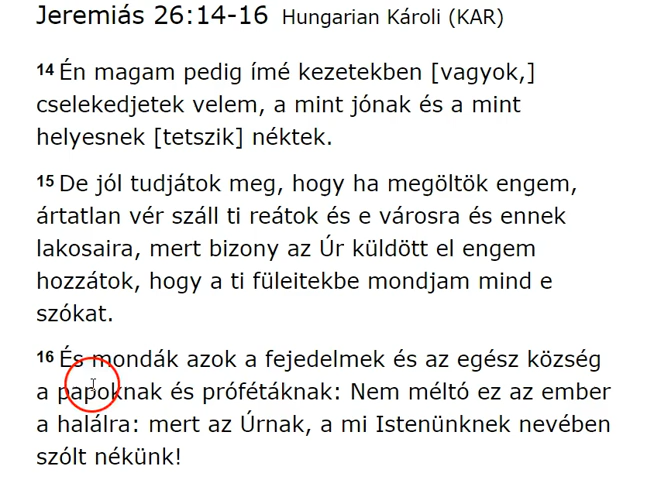 Jeremiás 26:14-16 Hungarian Károli (KAR)
14 Én magam pedig ímé kezetekben [vagyok,]
cselekedjetek velem, a mint jónak és a mint
helyesnek [tetszik] néktek.
15 De jól tudjátok meg, hogy ha megöltök engem,
ártatlan vér száll ti reátok és e városra és ennek
lakosaira, mert bizony az Úr küldött el engem
hozzátok, hogy a ti füleitekbe mondjam mind e
szókat.
16 És mondák azok a fejedelmek és az egész község
a papoknak és prófétáknak: Nem méltó ez az ember
a halálra: mert az Úrnak, a mi Istenünknek nevében
szólt nékünk!